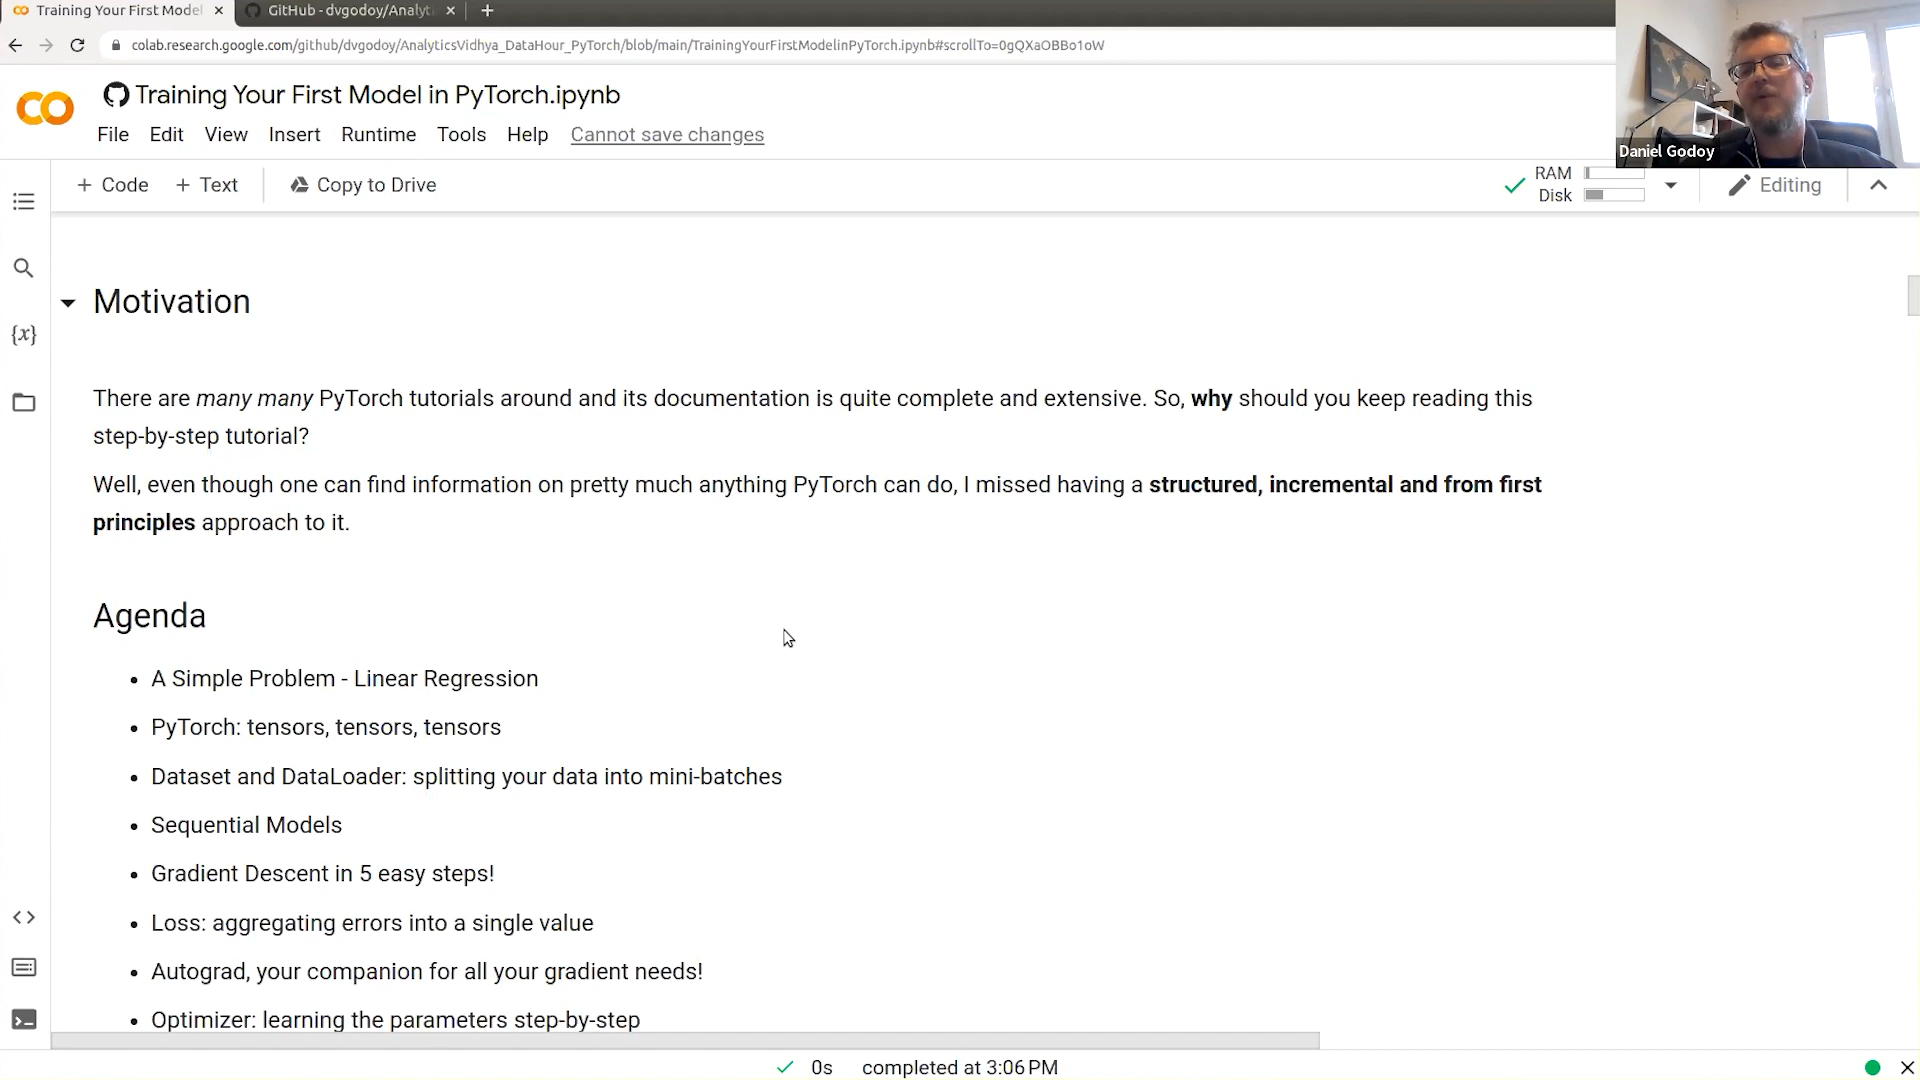 Training Your First Model
GitHub - dvgodoy/Analyt
colab.research.google.com/github/dvgodoy/AnalyticsVidhya_DataHour_PyTorch/blob/main/TrainingYourFirstModelinPyTorch.ipynb#scrollTo=0gQXaOBBo1oW
Training Your First Model in PyTorch.ipynb
File Edit View Insert Runtime Tools Help Cannot save changes
Daniel Godoy
+ Code + Text Copy to Drive
RAM
Disk
Editing
Motivation
{x}
There are many many PyTorch tutorials around and its documentation is quite complete and extensive. So, why should you keep reading this
step-by-step tutorial?
Well, even though one can find information on pretty much anything PyTorch can do, I missed having a structured, incremental and from first
principles approach to it.
Agenda
• A Simple Problem - Linear Regression
• PyTorch: tensors, tensors, tensors
• Dataset and DataLoader: splitting your data into mini-batches
• Sequential Models
• Gradient Descent in 5 easy steps!
• Loss: aggregating errors into a single value
• Autograd, your companion for all your gradient needs!
• Optimizer: learning the parameters step-by-step
0s completed at 3:06 PM